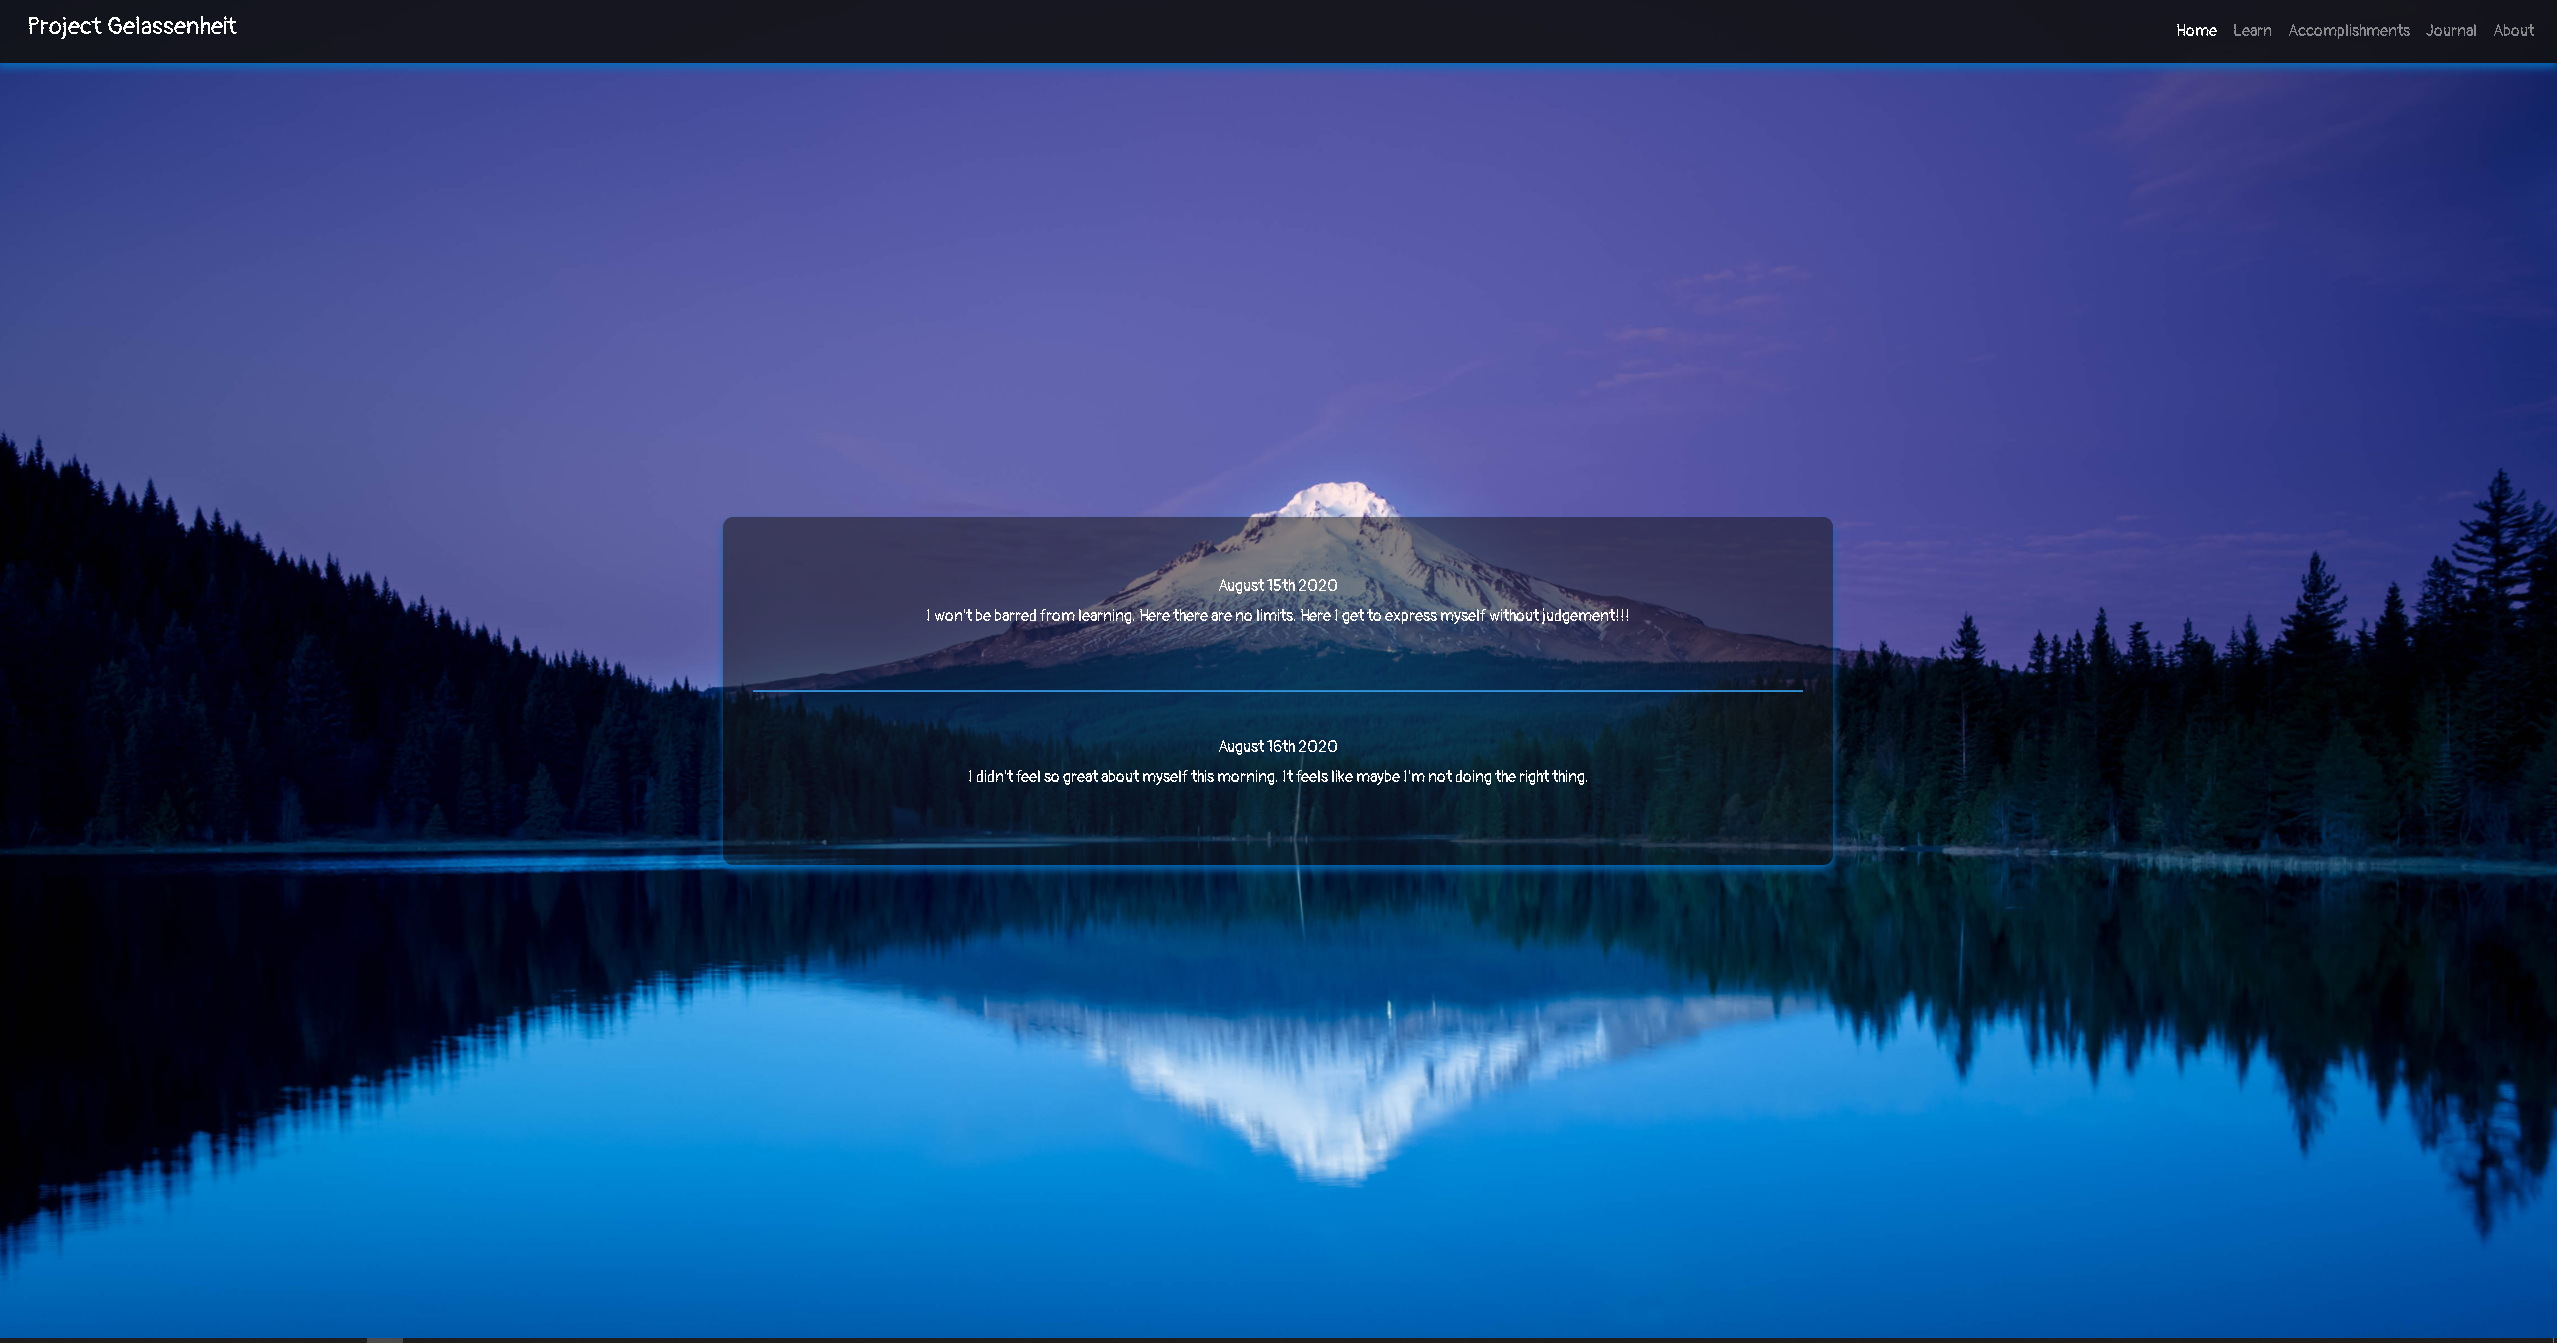 Project Gelassenheit
Home Learn Accomplishments Journal About
August 15th 2020
I won't be barred from learning. Here there are no limits. Here I get to express myself without judgement!!!
August 16th 2020
I didn't feel so great about myself this morning. It feels like maybe I'm not doing the right thing.